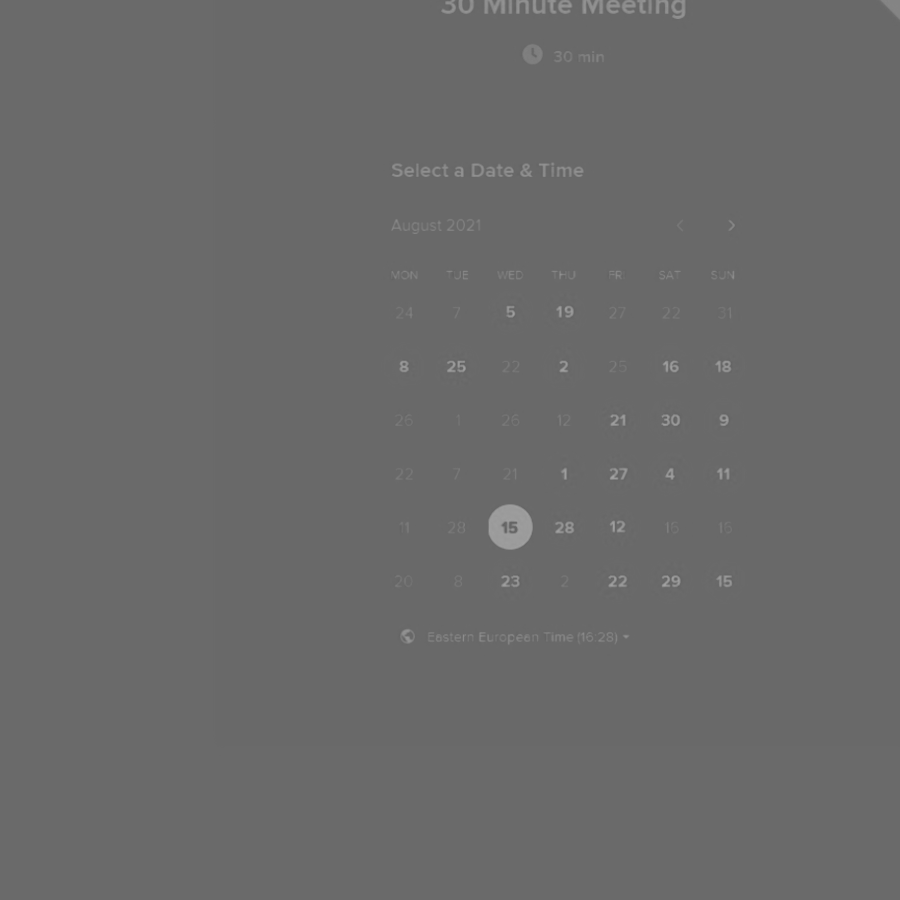 30 Minute Meeting
30 min
Select a Date & Time
August 2021
MON TUE WED THU FR SAT SUN
24 7 5 19 27 22 31
8 25 22 2 25 16 18
26 1 26 12 21 30 9
22 7 21 1 27 4 11
11 28 15 28 12 15 15
20 8 23 2 22 29 15
Eastern European Time (16:28)